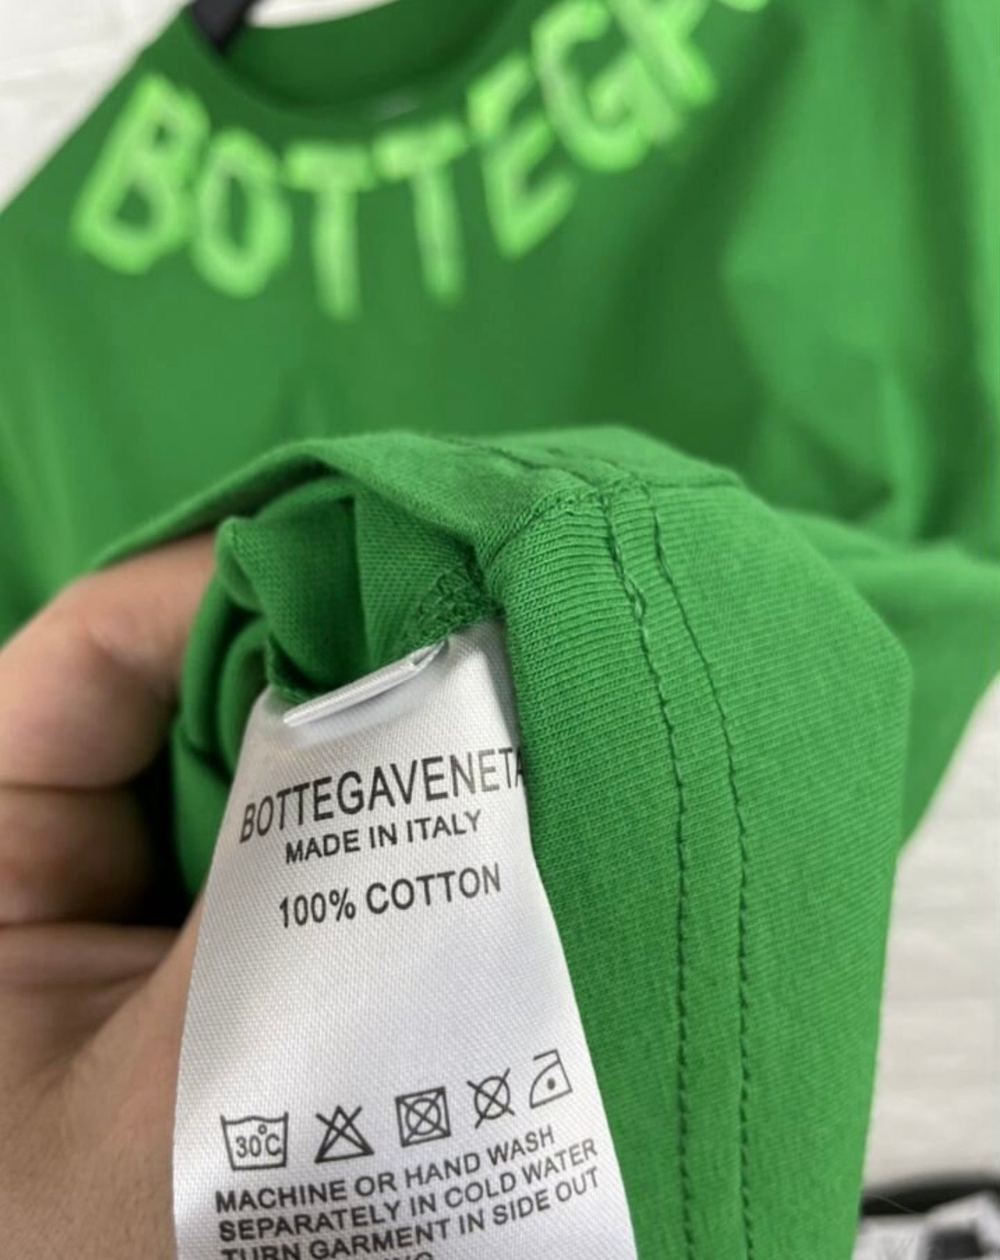 BOTTEGA
BOTTEGAVENETA
MADE IN ITALY
100% COTTON
30°C
MACHINE OR HAND WASH
SEPARATELY IN COLD WATER
TURN GARMENT IN SIDE OUT